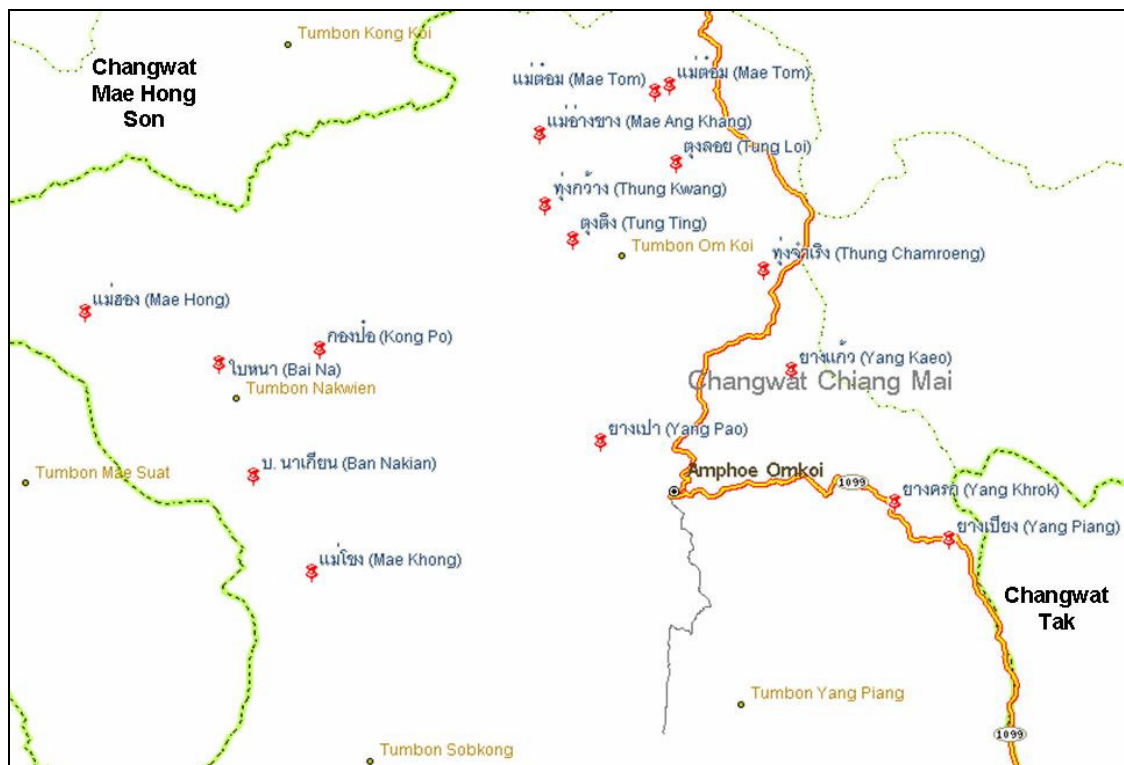 Tumbon Kong Koi
Changwat
Mae Hong
Son
แม่ต๋อม (Mae Tom)
แม่ต๋อม (Mae Tom)
แม่อ่างขาง (Mae Ang Khang)
ตุงลอย (Tung Loi)
ทุ่งกว้าง (Thung Kwang)
ตุงติง (Tung Ting)
Tumbon Om Koi
ทุ่งจำเริง (Thung Chamroeng)
แม่ฮอง (Mae Hong)
กองป๋อ (Kong Po)
ใบหนา (Bai Na)
ยางแก้ว (Yang Kaeo)
Changwat Chiang Mai
Tumbon Nakwien
ยางเปา (Yang Pao)
Tumbon Mae Suat
บ. นาเกียน (Ban Nakian)
Amphoe Omkoi
1099
ยางครก (Yang Khrok)
ยางเปียง (Yang Piang)
แม่โขง (Mae Khong)
Changwat
Tak
Tumbon Yang Piang
1099
Tumbon Sobkong